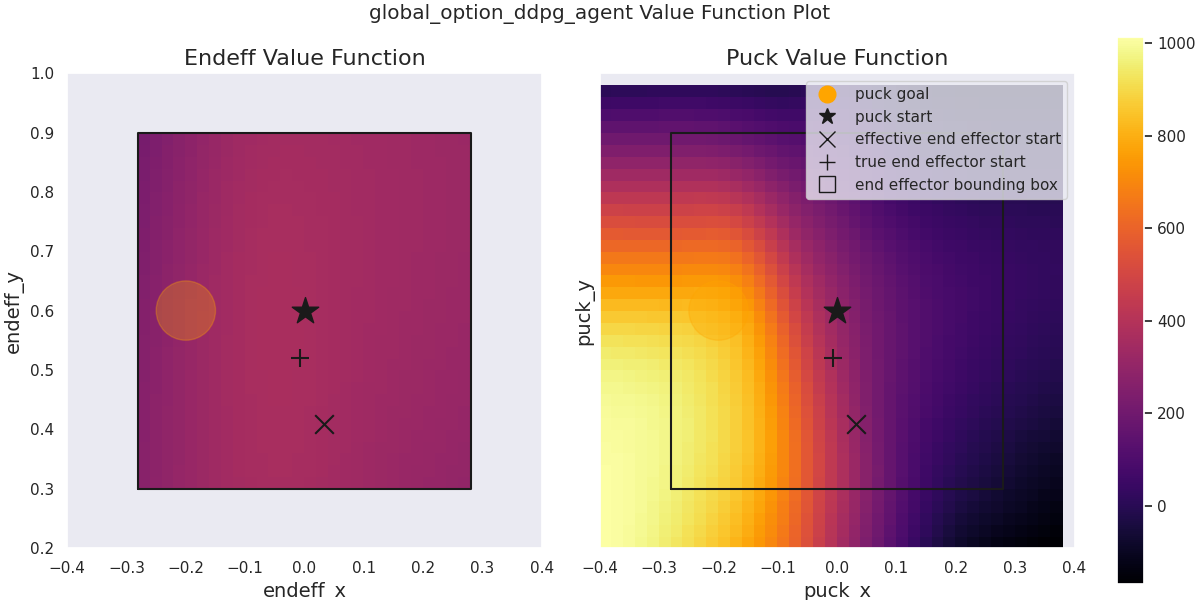 global_option_ddpg_agent Value Function Plot
Endeff Value Function
1.0
0.9
0.8
0.7
0.6
0.5
0.4
0.3
0.2
endeff_y
−0.4 −0.3 −0.2 −0.1 0.0 0.1 0.2 0.3 0.4
endeff_x
Puck Value Function
puck goal
puck start
effective end effector start
true end effector start
end effector bounding box
puck_y
−0.4 −0.3 −0.2 −0.1 0.0 0.1 0.2 0.3 0.4
puck_x
1000
800
600
400
200
0